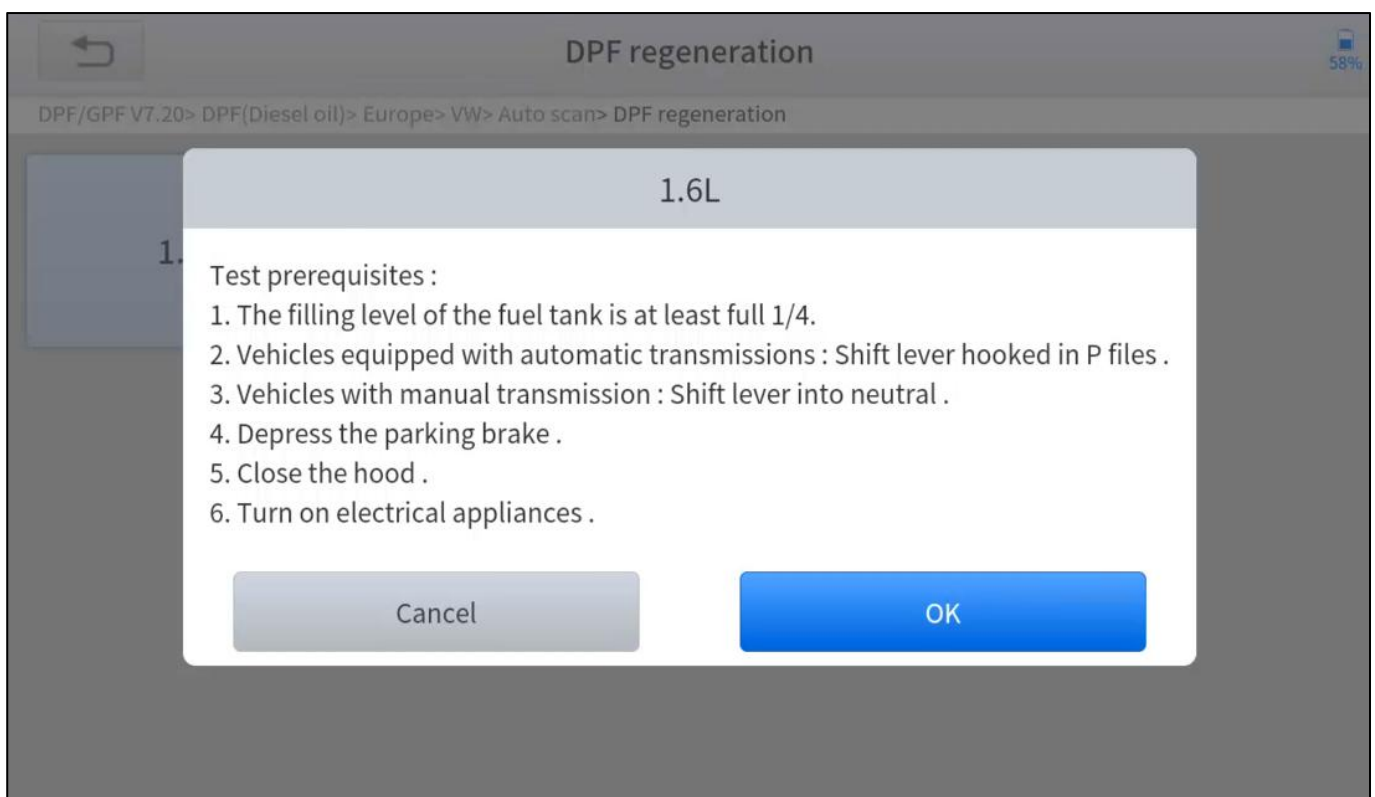 DPF regeneration
58%
DPF/GPF V7.20> DPF(Diesel oil)> Europe> VW> Auto scan> DPF regeneration
1.6L
1.
Test prerequisites :
1. The filling level of the fuel tank is at least full 1/4.
2. Vehicles equipped with automatic transmissions : Shift lever hooked in P files .
3. Vehicles with manual transmission : Shift lever into neutral .
4. Depress the parking brake .
5. Close the hood .
6. Turn on electrical appliances .
Cancel
OK